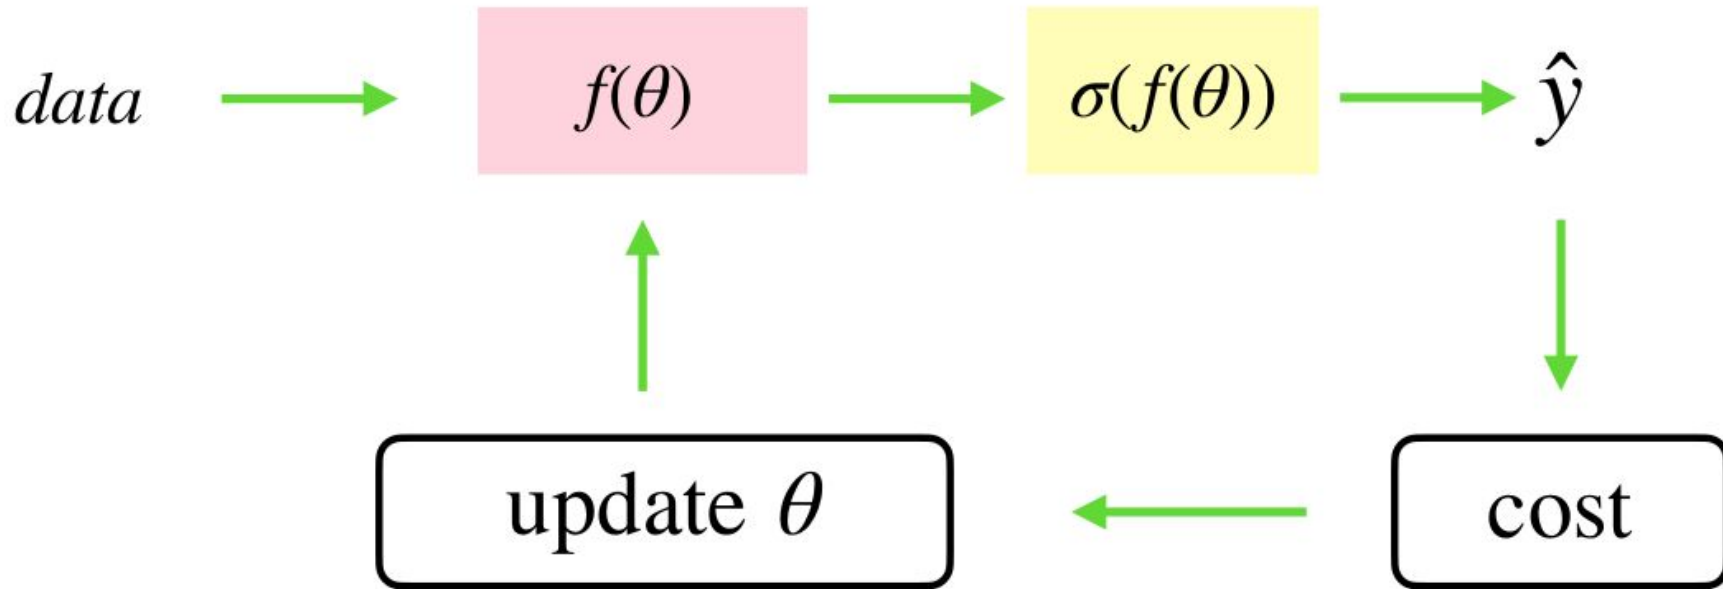 data
f(θ)
σ(f(θ))
ŷ
update θ
cost